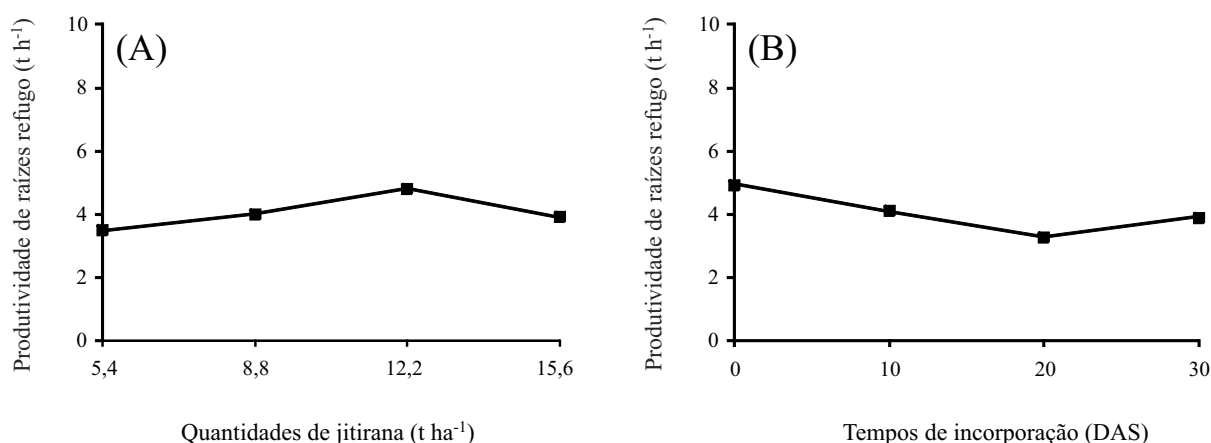 (A)
Produtividade de raízes refugo (t h-1)
10
8
6
4
2
0
5,4 8,8 12,2 15,6
Quantidades de jitirana (t ha-1)
(B)
Produtividade de raízes refugo (t h-1)
10
8
6
4
2
0
0 10 20 30
Tempos de incorporação (DAS)